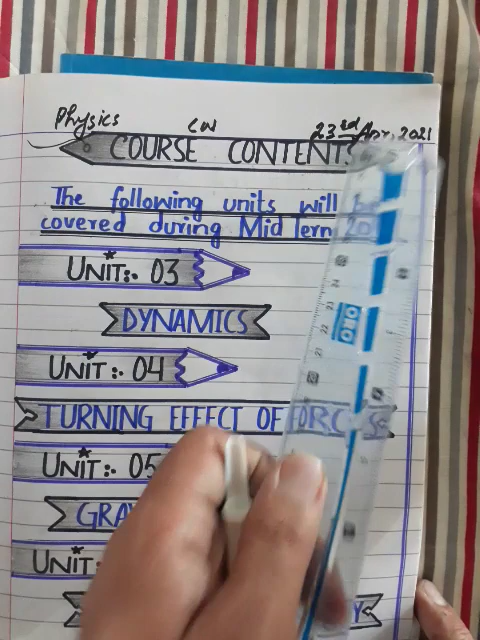 Physics CW 23rd Apr, 2021
COURSE CONTENTS
The following units will be
covered during Mid Term 20
UNIT:. 03
DYNAMICS
UNIT:. 04
TURNING EFFECT OF FORCES
UNIT:. 05
GRA
UNIT:
Y